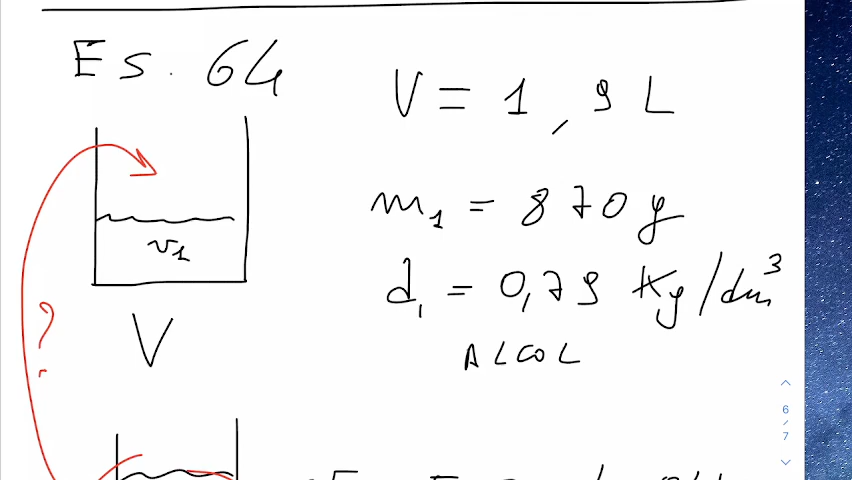 Es. 64
V = 1,9 L
m₁ = 870 g
d₁ = 0,79 Kg/dm³
ALCOL
v₁
V
?
6
/
7